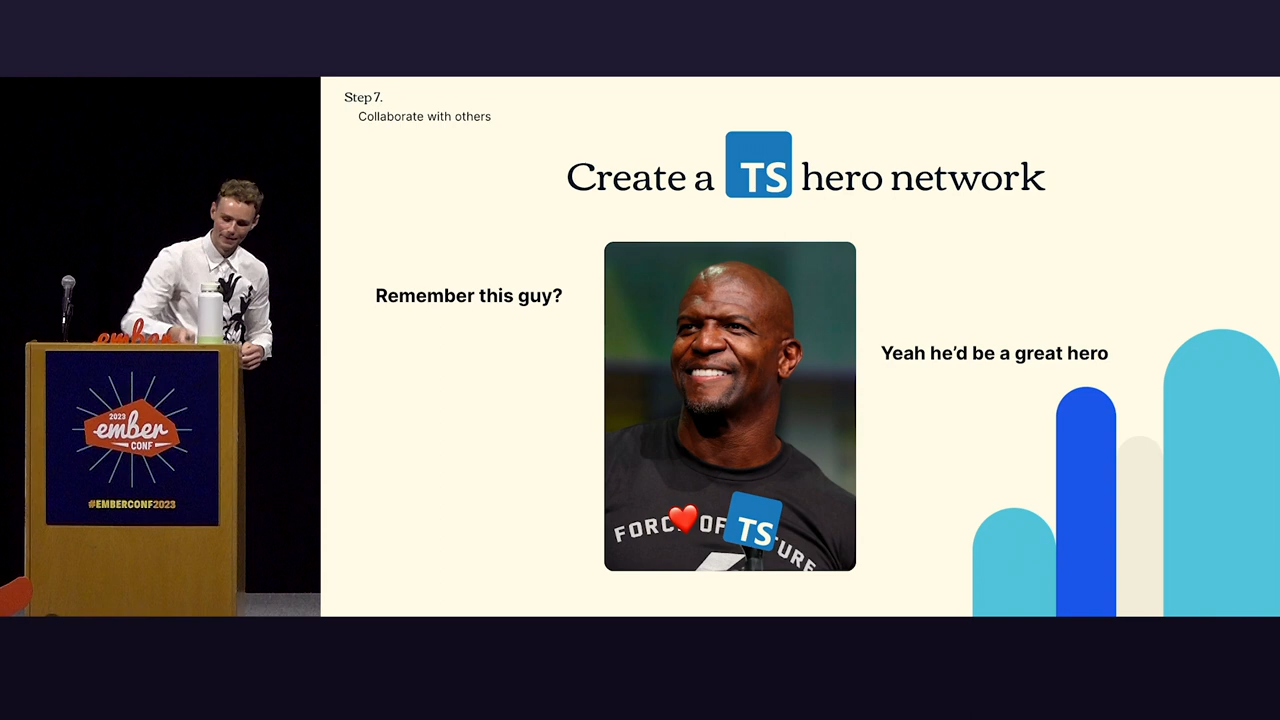 Step 7.
Collaborate with others
Create a TS hero network
Remember this guy?
Yeah he’d be a great hero
FORC❤️OF TS URE
ember
2023
ember
CONF
#EMBERCONF2023